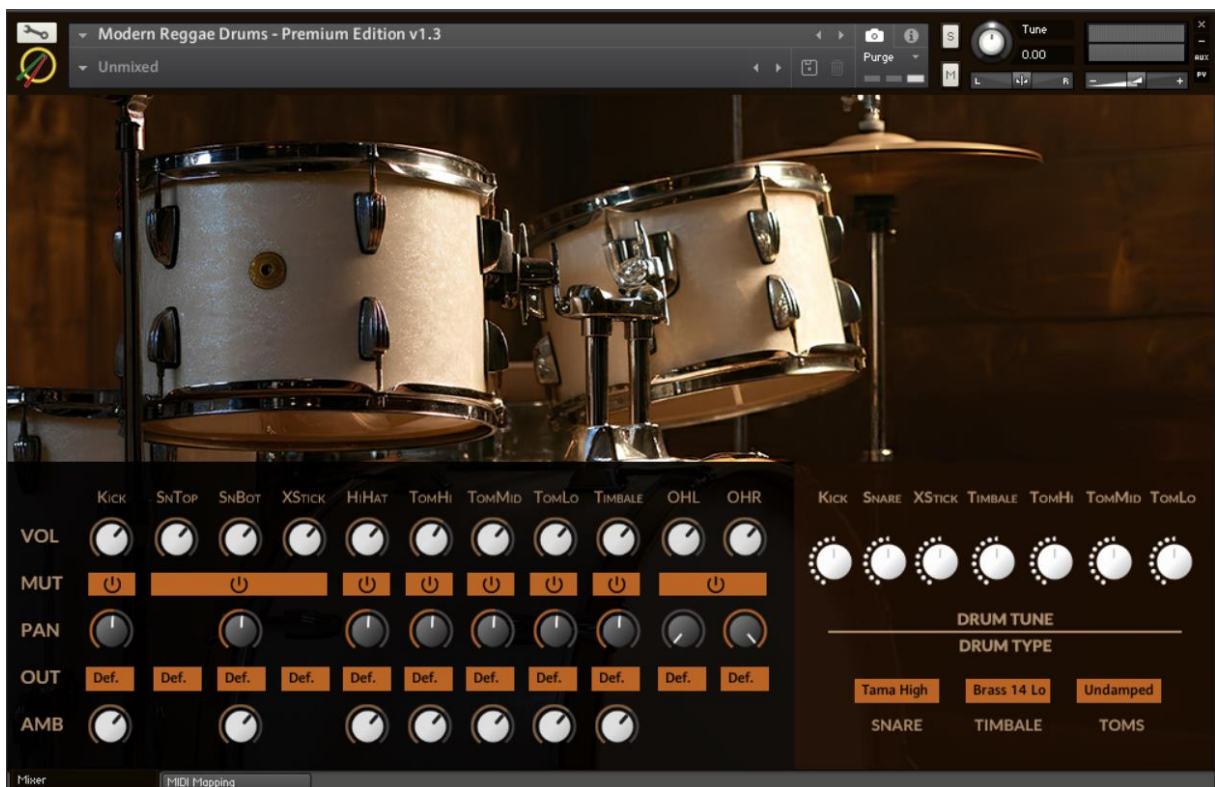 Modern Reggae Drums - Premium Edition v1.3
S
Tune
0.00
Unmixed
Purge
M
L
R
AUX
PV
KICK SNTOP SNBOT XSTICK HIHAT TOMHI TOMMID TOMLO TIMBALE OHL OHR
KICK SNARE XSTICK TIMBALE TOMHI TOMMID TOMLO
VOL
MUT
PAN
DRUM TUNE
DRUM TYPE
OUT Def. Def. Def. Def. Def. Def. Def. Def. Def. Def. Def.
Tama High Brass 14 Lo Undamped
AMB
SNARE TIMBALE TOMS
Mixer MIDI Mapping